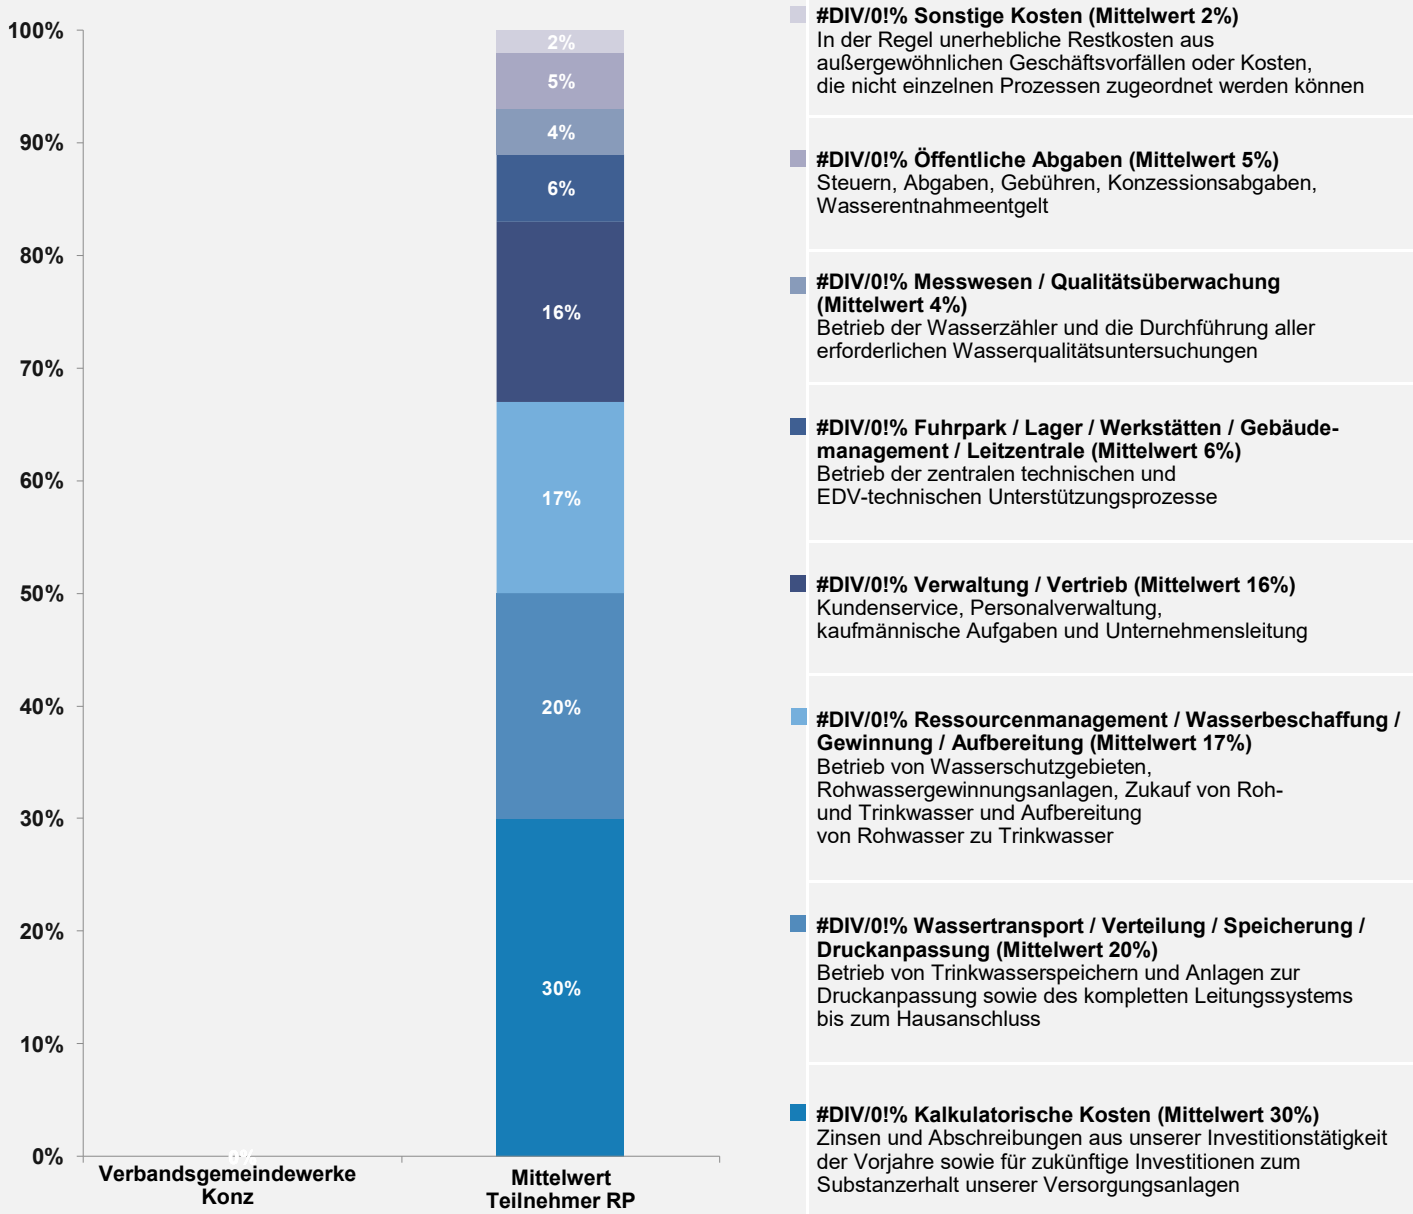 100%
90%
80%
70%
60%
50%
40%
30%
20%
10%
0%
2%
5%
4%
6%
16%
17%
20%
30%
0%
Verbandsgemeindewerke
Konz
Mittelwert
Teilnehmer RP
#DIV/0!% Sonstige Kosten (Mittelwert 2%)
In der Regel unerhebliche Restkosten aus
außergewöhnlichen Geschäftsvorfällen oder Kosten,
die nicht einzelnen Prozessen zugeordnet werden können
#DIV/0!% Öffentliche Abgaben (Mittelwert 5%)
Steuern, Abgaben, Gebühren, Konzessionsabgaben,
Wasserentnahmeentgelt
#DIV/0!% Messwesen / Qualitätsüberwachung
(Mittelwert 4%)
Betrieb der Wasserzähler und die Durchführung aller
erforderlichen Wasserqualitätsuntersuchungen
#DIV/0!% Fuhrpark / Lager / Werkstätten / Gebäude-
management / Leitzentrale (Mittelwert 6%)
Betrieb der zentralen technischen und
EDV-technischen Unterstützungsprozesse
#DIV/0!% Verwaltung / Vertrieb (Mittelwert 16%)
Kundenservice, Personalverwaltung,
kaufmännische Aufgaben und Unternehmensleitung
#DIV/0!% Ressourcenmanagement / Wasserbeschaffung /
Gewinnung / Aufbereitung (Mittelwert 17%)
Betrieb von Wasserschutzgebieten,
Rohwassergewinnungsanlagen, Zukauf von Roh-
und Trinkwasser und Aufbereitung
von Rohwasser zu Trinkwasser
#DIV/0!% Wassertransport / Verteilung / Speicherung /
Druckanpassung (Mittelwert 20%)
Betrieb von Trinkwasserspeichern und Anlagen zur
Druckanpassung sowie des kompletten Leitungssystems
bis zum Hausanschluss
#DIV/0!% Kalkulatorische Kosten (Mittelwert 30%)
Zinsen und Abschreibungen aus unserer Investitionstätigkeit
der Vorjahre sowie für zukünftige Investitionen zum
Substanzerhalt unserer Versorgungsanlagen